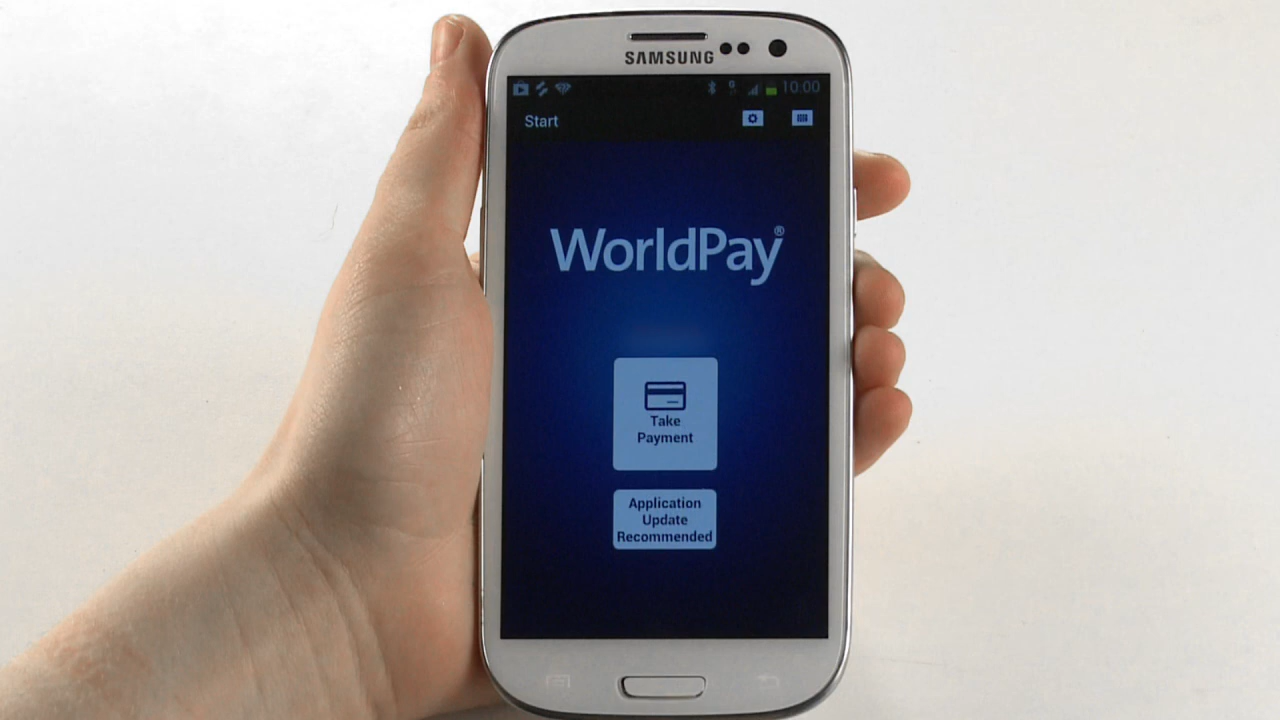 SAMSUNG
10:00
Start
WorldPay®
Take
Payment
Application
Update
Recommended